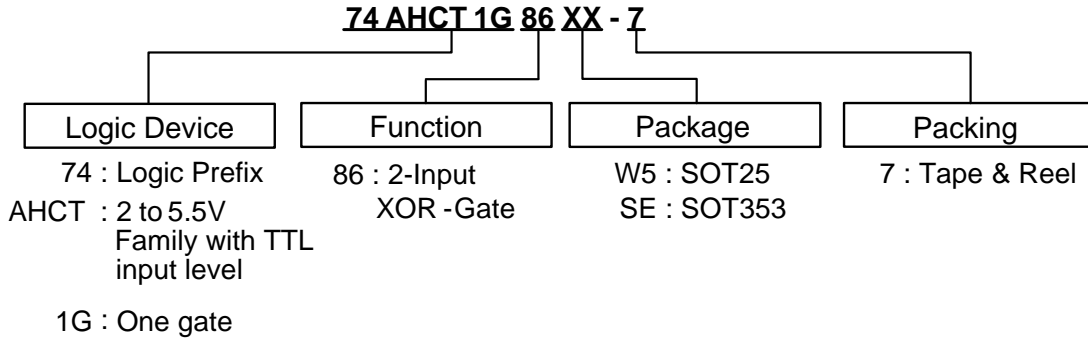 74 AHCT 1G 86 XX - 7
Logic Device
74 : Logic Prefix
AHCT : 2 to 5.5V
Family with TTL
input level
1G : One gate
Function
86 : 2-Input
XOR -Gate
Package
W5 : SOT25
SE : SOT353
Packing
7 : Tape & Reel